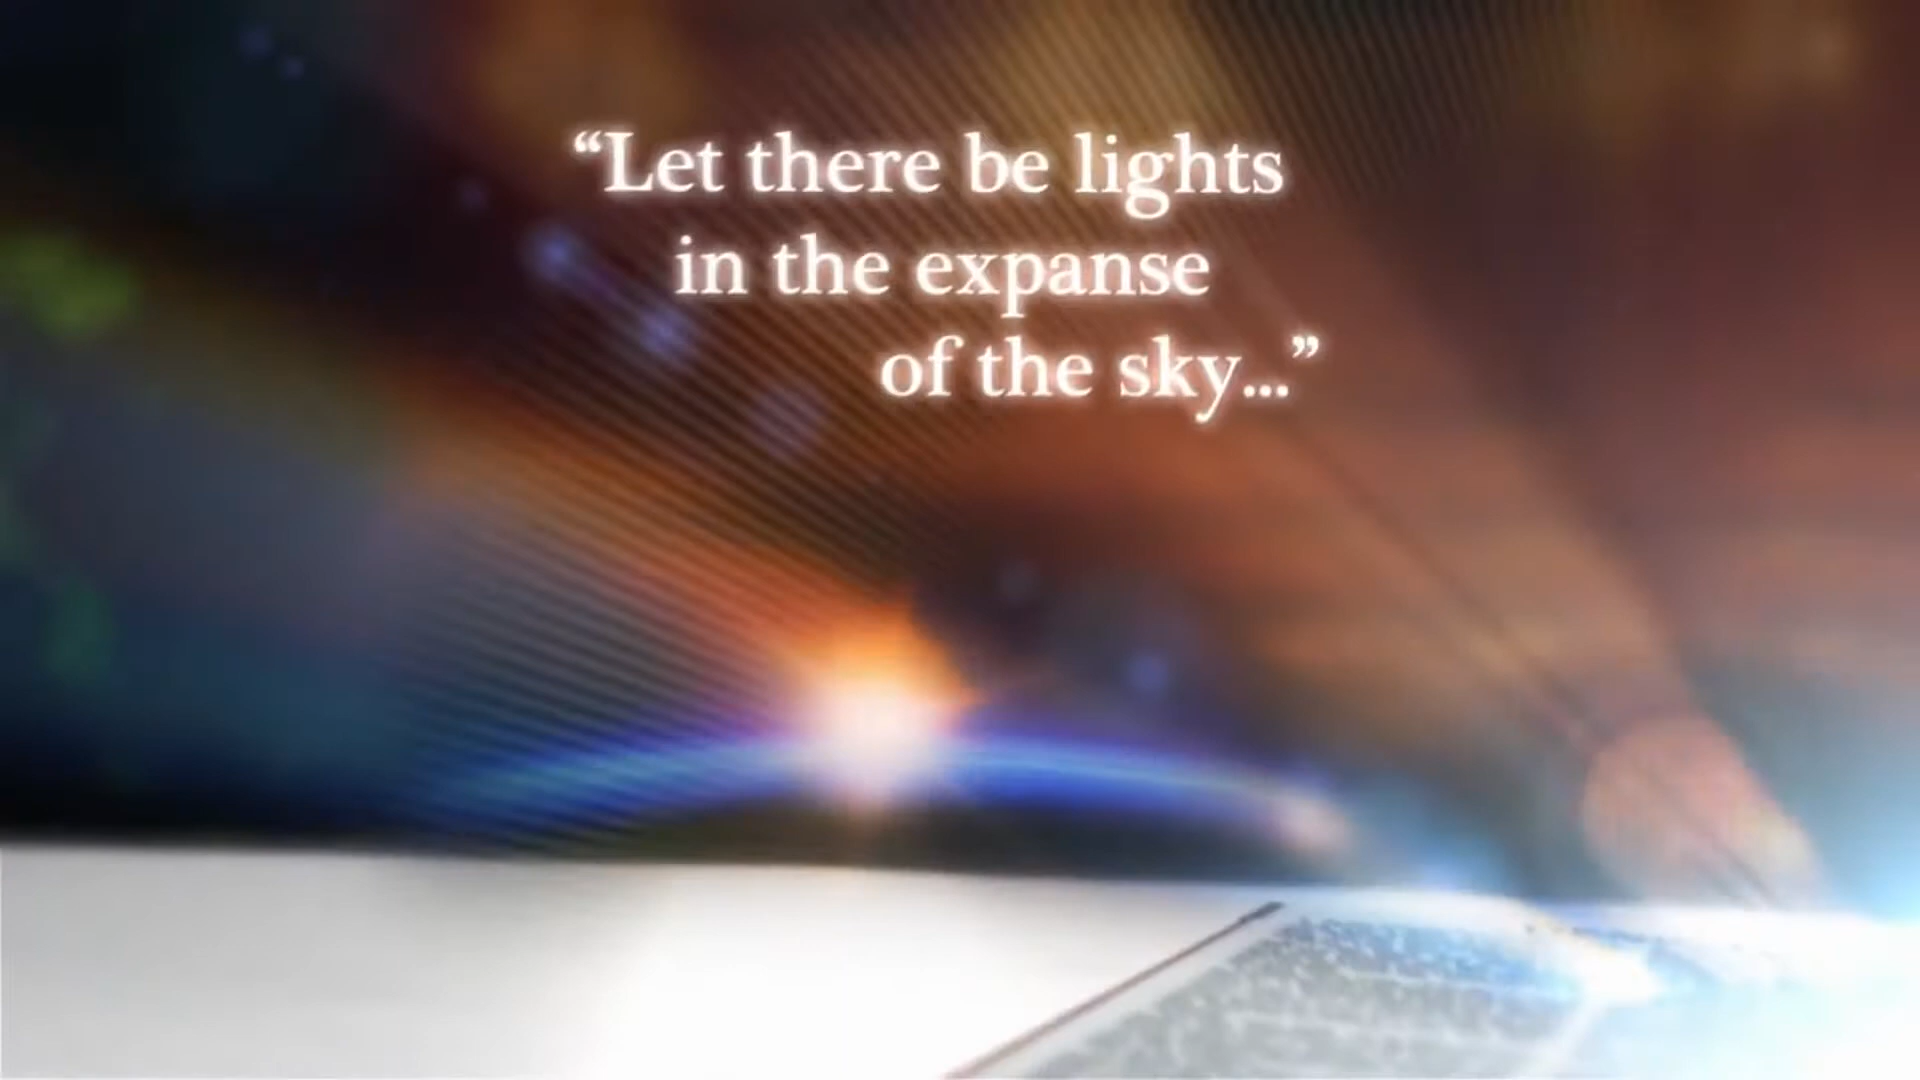 “Let there be lights
in the expanse
of the sky...”